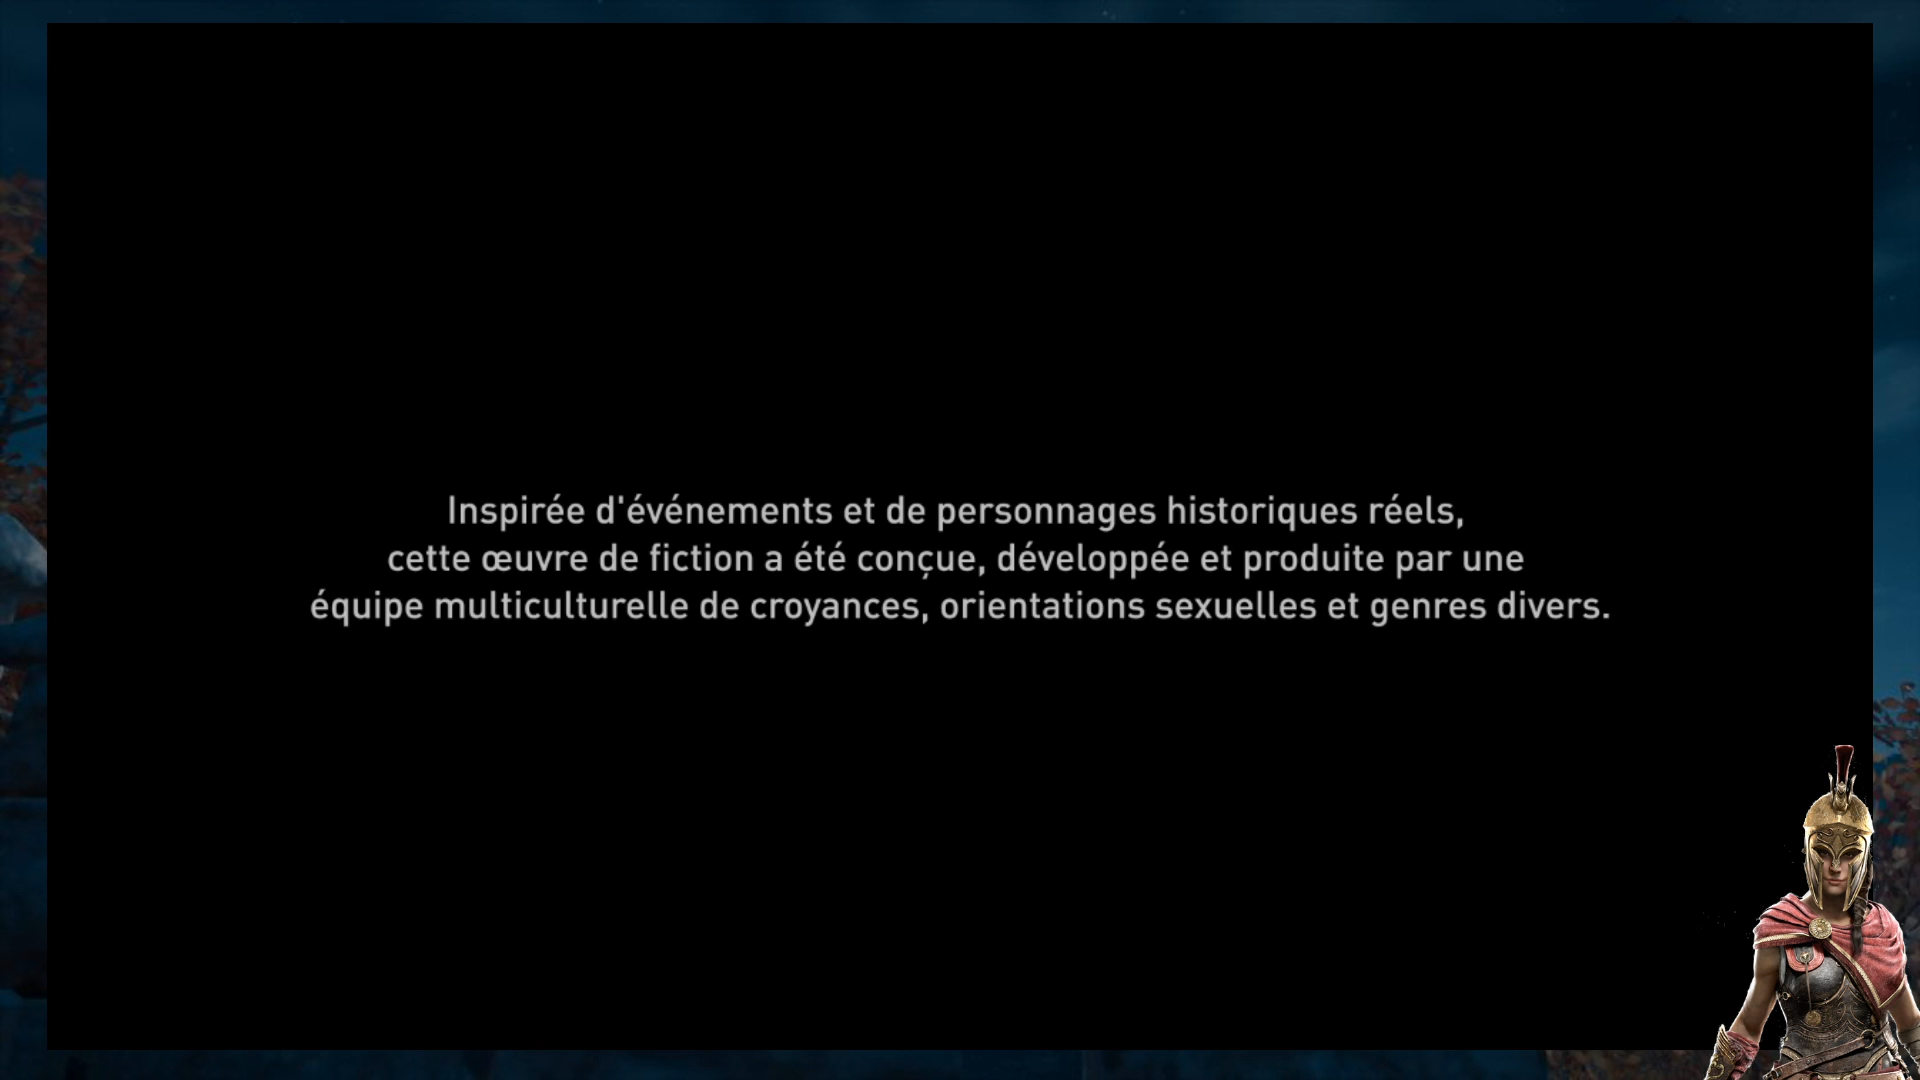 Inspirée d'événements et de personnages historiques réels,
cette œuvre de fiction a été conçue, développée et produite par une
équipe multiculturelle de croyances, orientations sexuelles et genres divers.